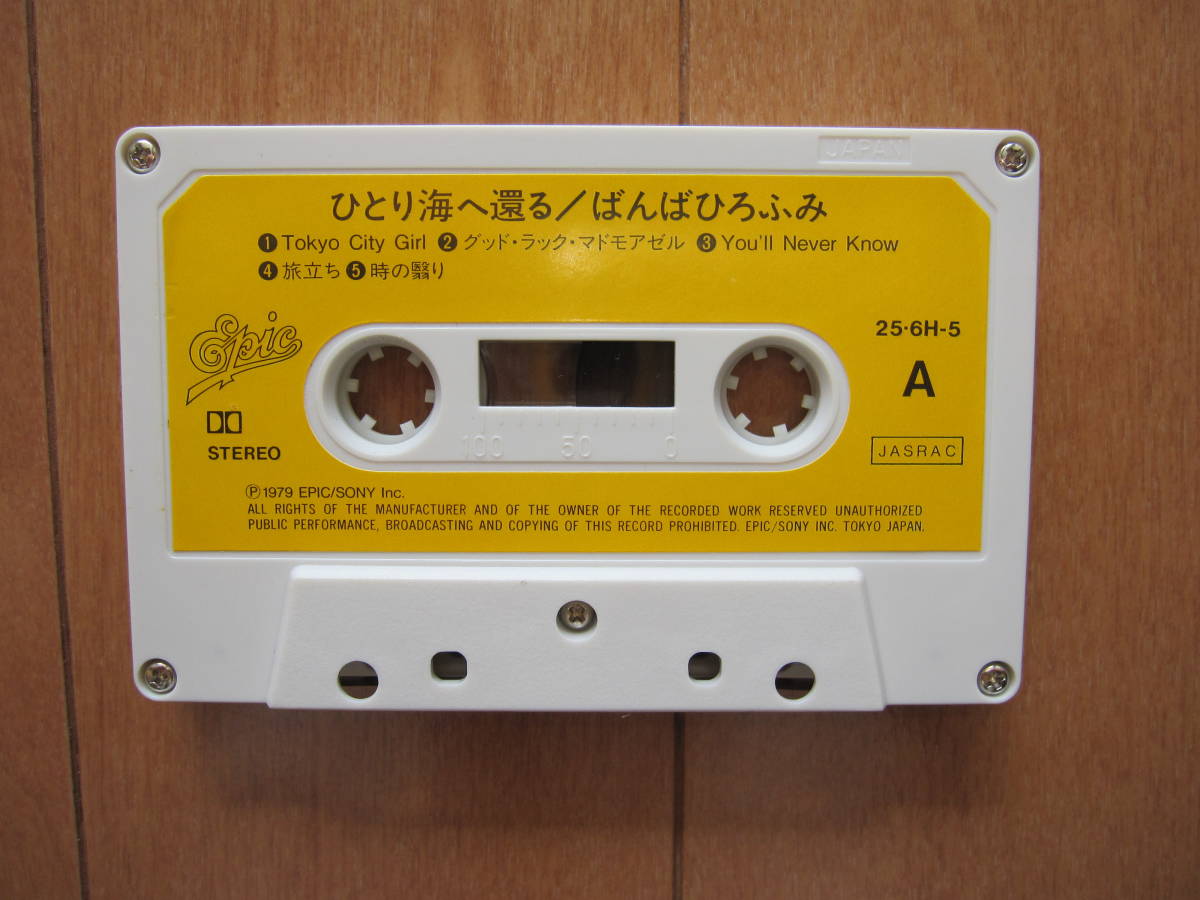 JAPAN
ひとり海へ還る/ばんばひろふみ
❶Tokyo City Girl ❷グッド・ラック・マドモアゼル ❸You'll Never Know
❹旅立ち❺時の翳り
Epic
25·6H-5
A
STEREO
JASRAC
100 50 0
Ⓟ1979 EPIC/SONY Inc.
ALL RIGHTS OF THE MANUFACTURER AND OF THE OWNER OF THE RECORDED WORK RESERVED UNAUTHORIZED
PUBLIC PERFORMANCE, BROADCASTING AND COPYING OF THIS RECORD PROHIBITED. EPIC/SONY INC. TOKYO JAPAN.